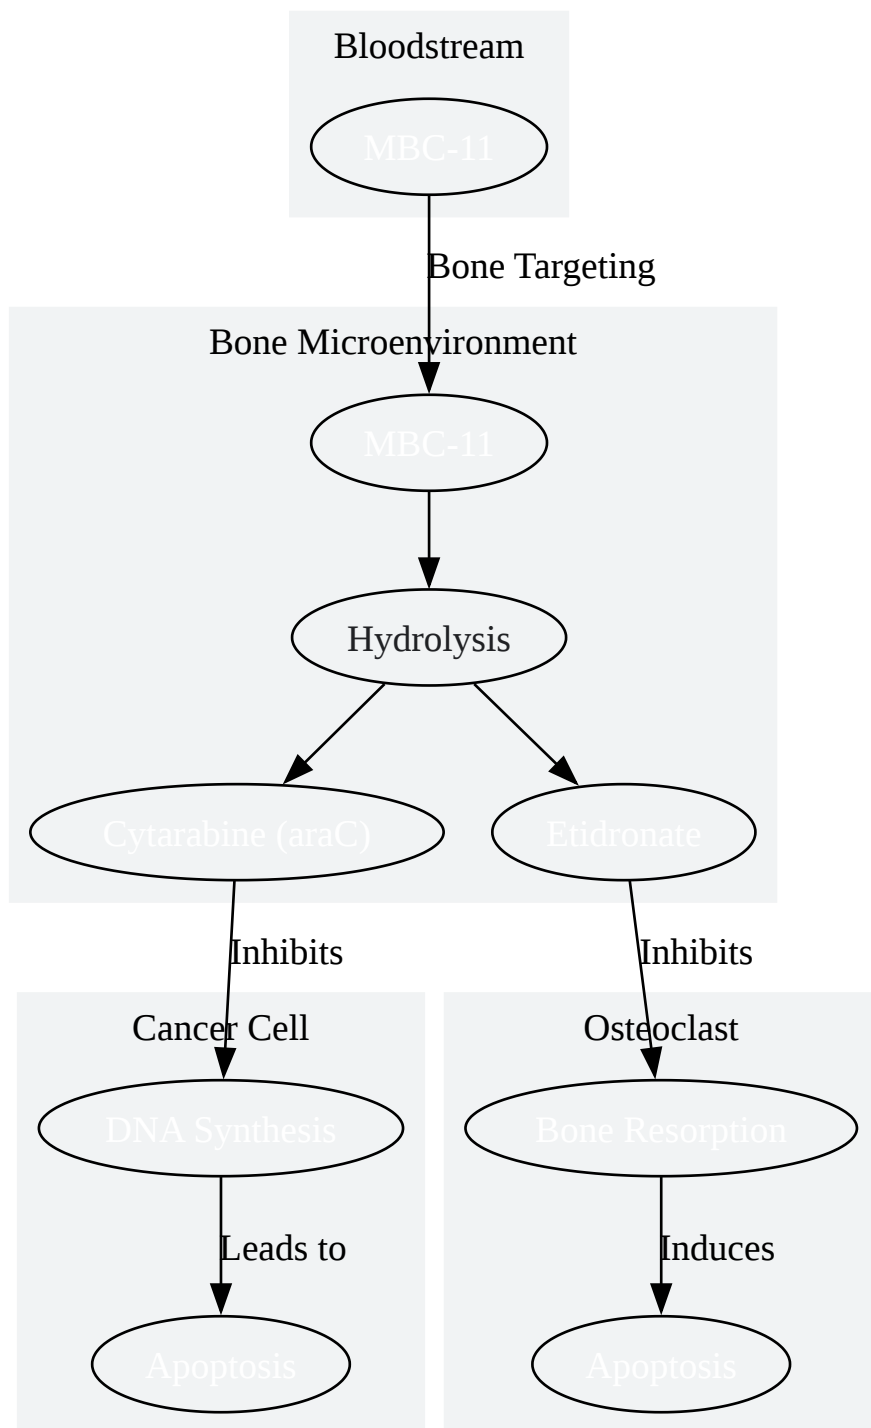 Bloodstream
MBC-11
Bone Targeting
Bone Microenvironment
MBC-11
Hydrolysis
Cytarabine (araC)
Etidronate
Inhibits
Inhibits
Cancer Cell
Osteoclast
DNA Synthesis
Bone Resorption
Leads to
Induces
Apoptosis
Apoptosis